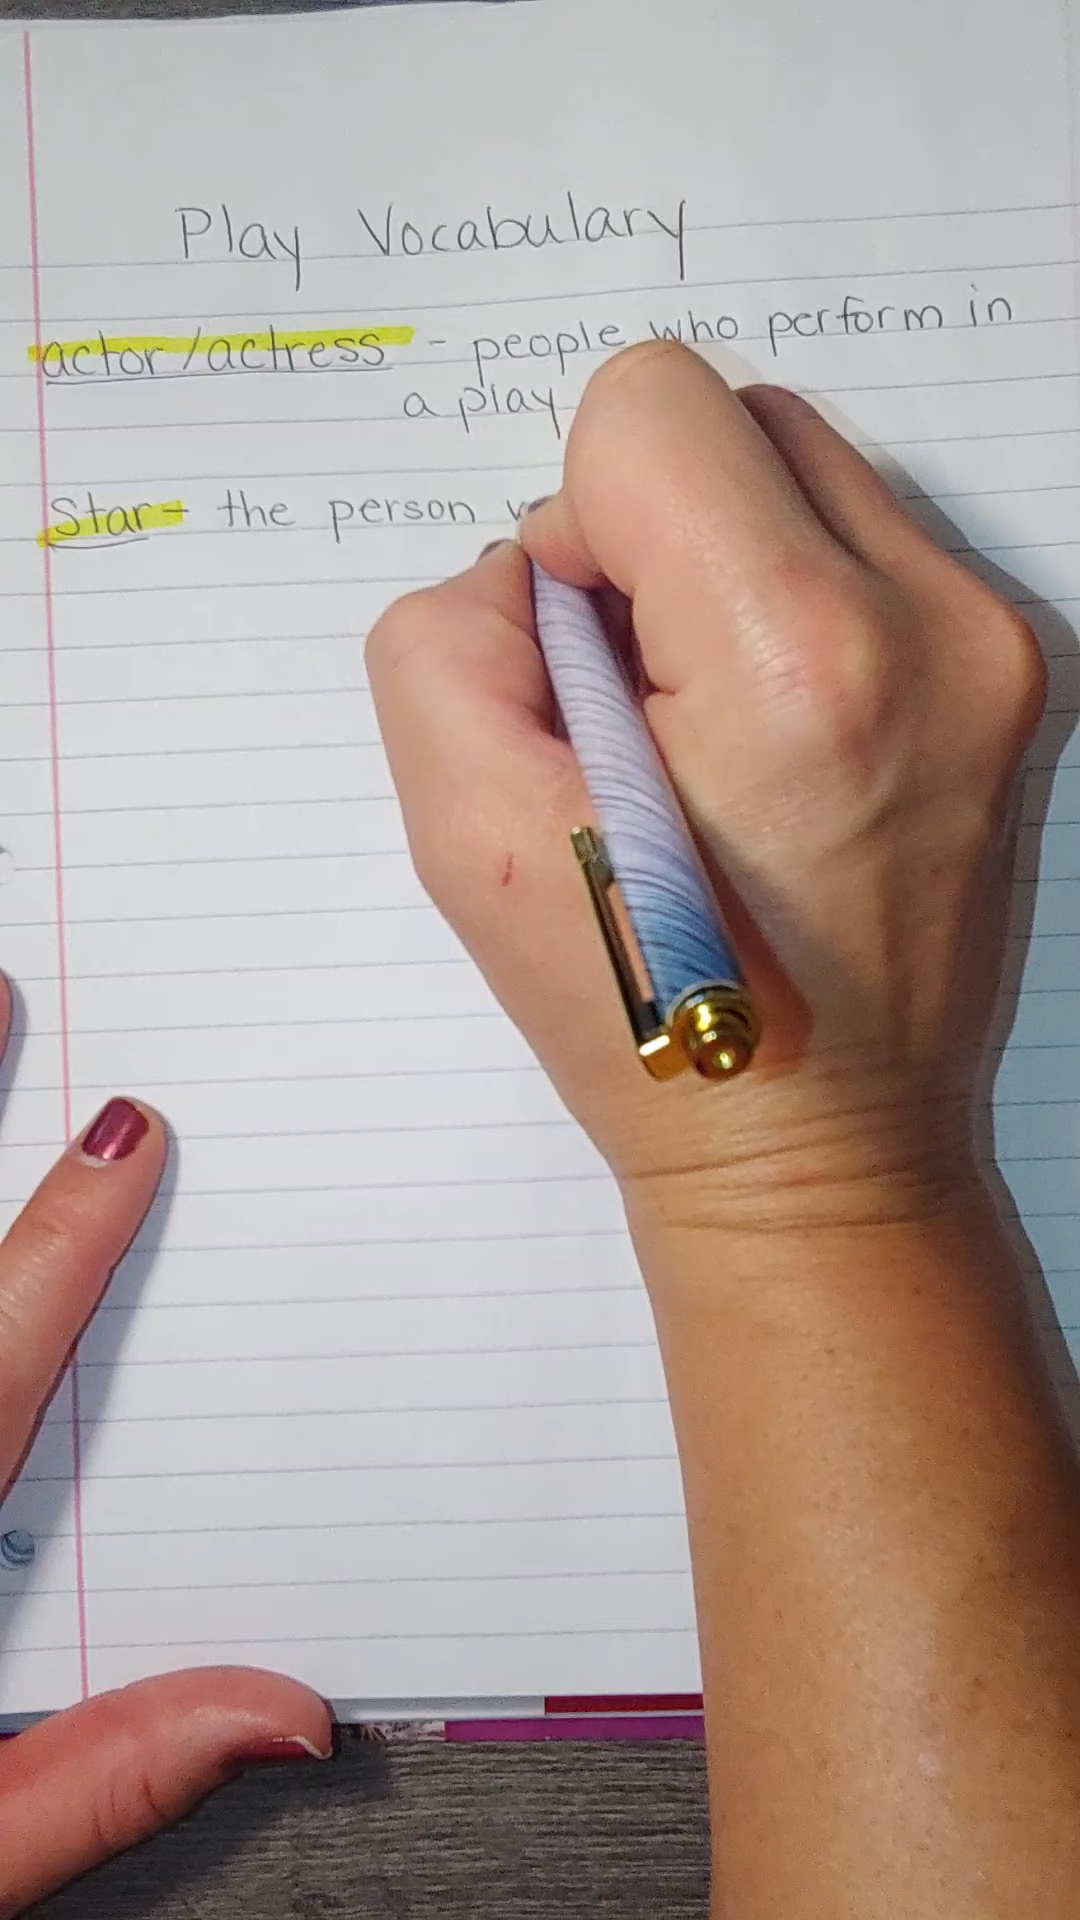 Play Vocabulary
actor/actress - people who perform in
a play
Star - the person